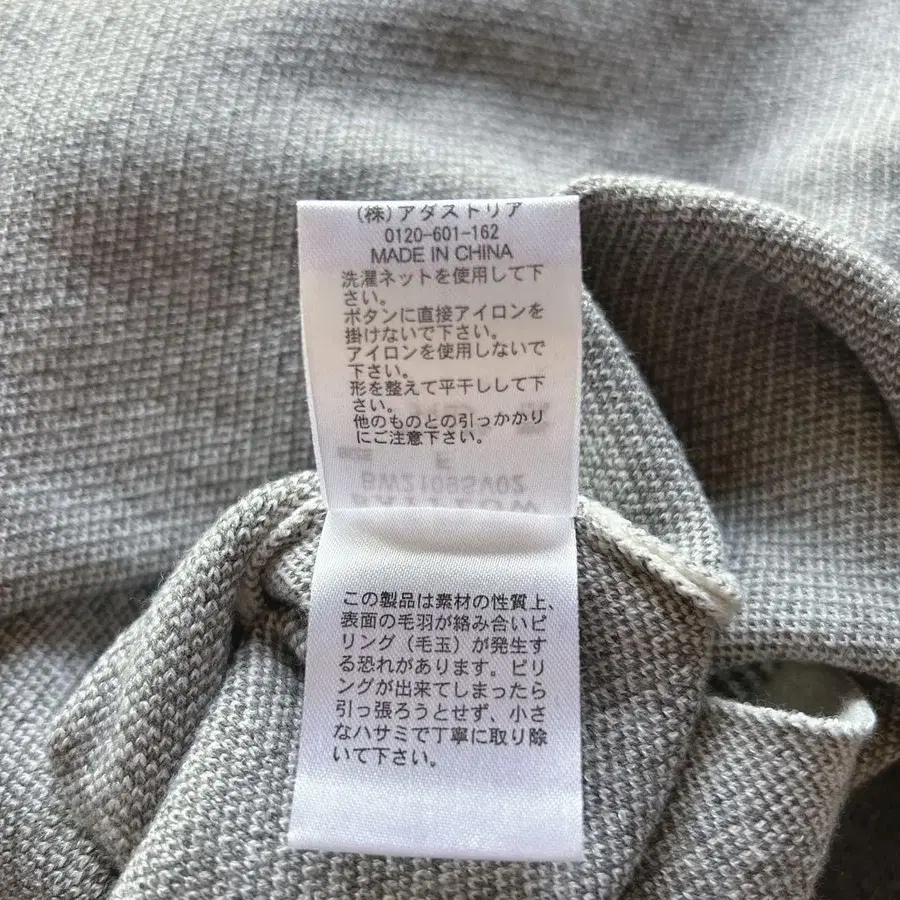 (株)アダストリア
0120-601-162
MADE IN CHINA
洗濯ネットを使用して下
さい。
ボタンに直接アイロンを
掛けないで下さい。
アイロンを使用しないで
下さい。
形を整えて平干しして下
さい。
他のものとの引っかかり
にご注意下さい。
この製品は素材の性質上、
表面の毛羽が絡み合いピ
リング(毛玉)が発生す
る恐れがあります。ピリ
ングが出来てしまったら
引っ張ろうとせず、小さ
なハサミで丁寧に取り除
いて下さい。